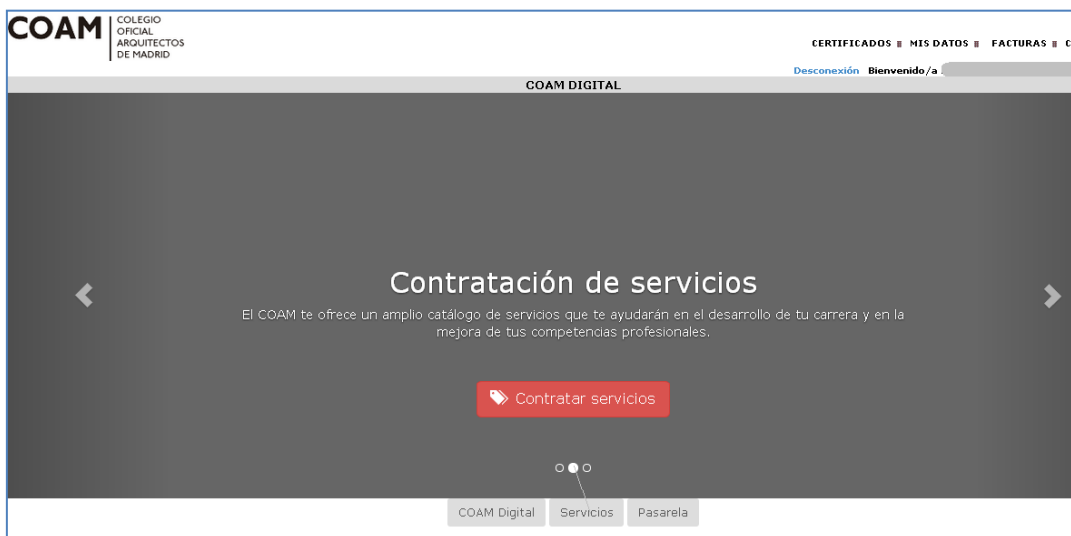 COAM
COLEGIO
OFICIAL
ARQUITECTOS
DE MADRID
CERTIFICADOS || MIS DATOS || FACTURAS || C
Desconexión Bienvenido/a
COAM DIGITAL
Contratación de servicios
El COAM te ofrece un amplio catálogo de servicios que te ayudarán en el desarrollo de tu carrera y en la
mejora de tus competencias profesionales.
Contratar servicios
COAM Digital Servicios Pasarela